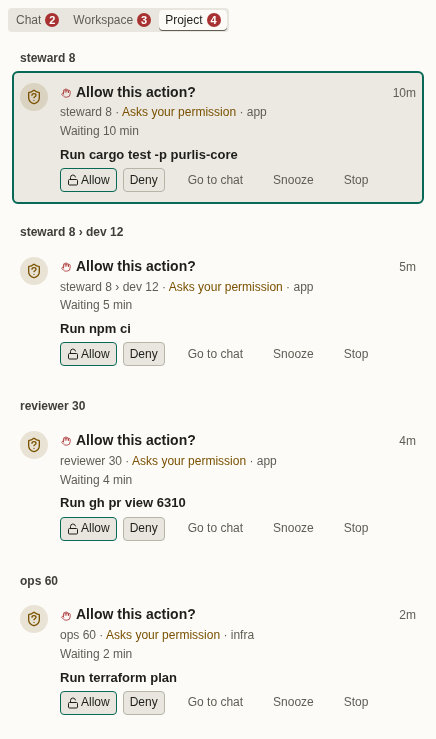 Chat 2 Workspace 3 Project 4
steward 8
Allow this action? 10m
steward 8 · Asks your permission · app
Waiting 10 min
Run cargo test -p purlis-core
Allow Deny Go to chat Snooze Stop
steward 8 › dev 12
Allow this action? 5m
steward 8 › dev 12 · Asks your permission · app
Waiting 5 min
Run npm ci
Allow Deny Go to chat Snooze Stop
reviewer 30
Allow this action? 4m
reviewer 30 · Asks your permission · app
Waiting 4 min
Run gh pr view 6310
Allow Deny Go to chat Snooze Stop
ops 60
Allow this action? 2m
ops 60 · Asks your permission · infra
Waiting 2 min
Run terraform plan
Allow Deny Go to chat Snooze Stop